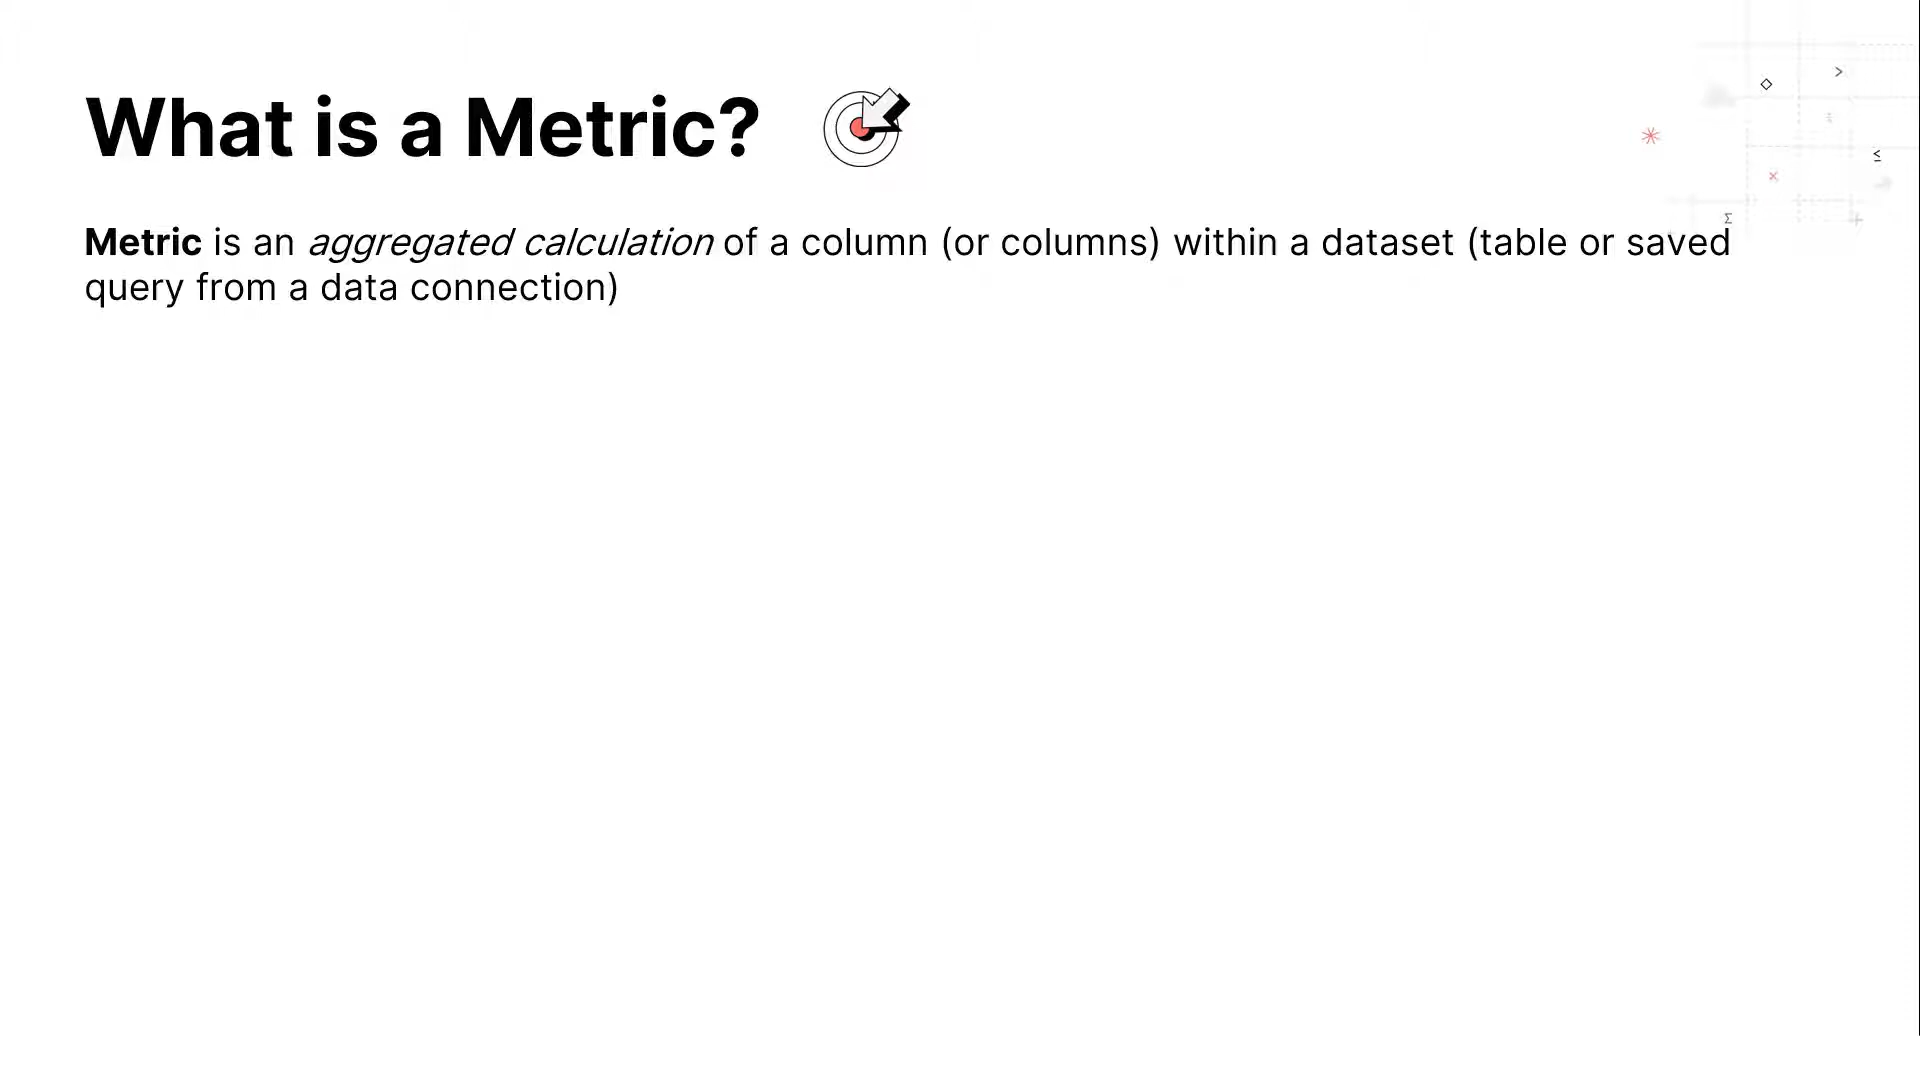 What is a Metric?
Metric is an aggregated calculation of a column (or columns) within a dataset (table or saved
query from a data connection)